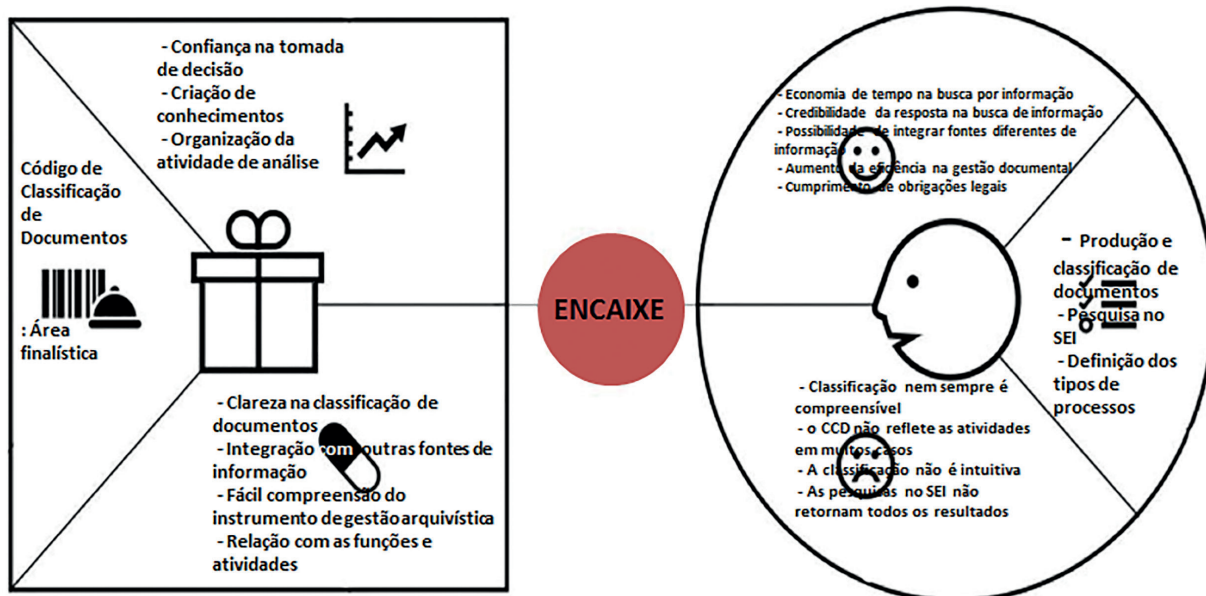 - Confiança na tomada
de decisão
- Criação de
conhecimentos
- Organização da
atividade de análise
Código de
Classificação
de
Documentos
: Área
finalística
- Clareza na classificação de
documentos
- Integração com outras fontes de
informação
- Fácil compreensão do
instrumento de gestão arquivística
- Relação com as funções e
atividades
ENCAIXE
- Economia de tempo na busca por informação
- Credibilidade da resposta na busca de informação
- Possibilidade de integrar fontes diferentes de
informação
- Aumento da eficiência na gestão documental
- Cumprimento de obrigações legais
- Produção e
classificação de
documentos
- Pesquisa no
SEI
- Definição dos
tipos de
processos
- Classificação nem sempre é
compreensível
- o CCD não reflete as atividades
em muitos casos
- A classificação não é intuitiva
- As pesquisas no SEI não
retornam todos os resultados